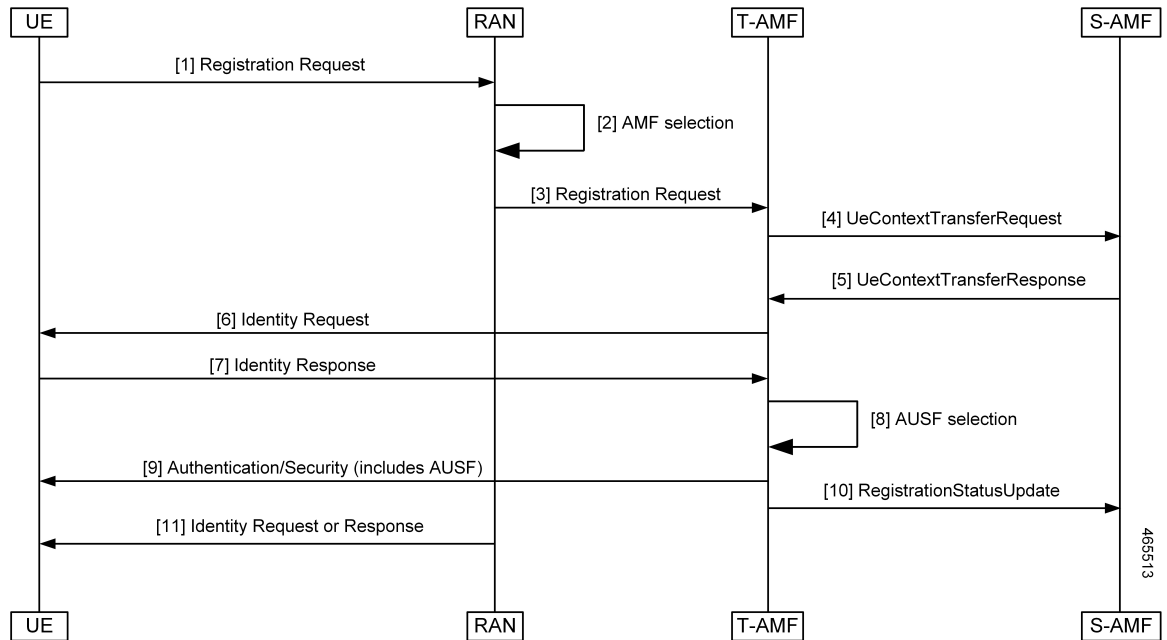 UE
RAN
T-AMF
S-AMF
[1] Registration Request
[2] AMF selection
[3] Registration Request
[4] UeContextTransferRequest
[5] UeContextTransferResponse
[6] Identity Request
[7] Identity Response
[8] AUSF selection
[9] Authentication/Security (includes AUSF)
[10] RegistrationStatusUpdate
[11] Identity Request or Response
465513
UE
RAN
T-AMF
S-AMF